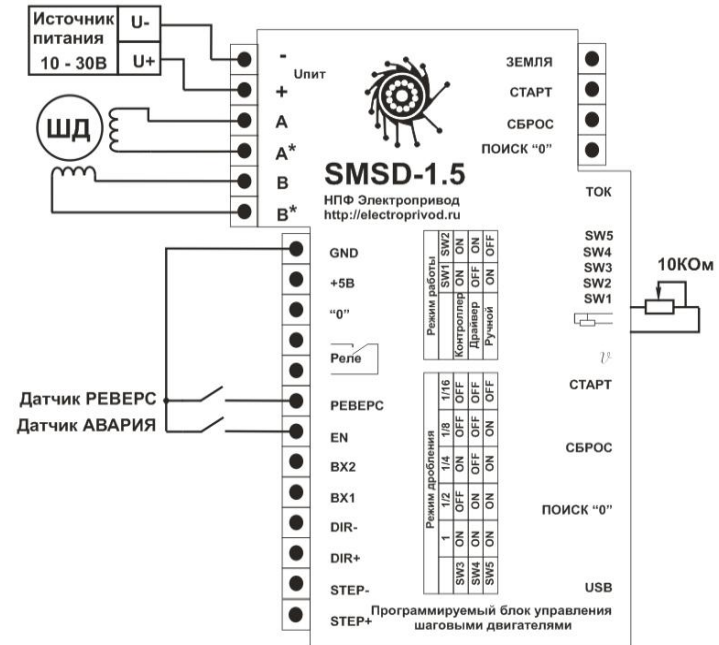 Источник питания
10 - 30В
U-
U+
ШД
-
+
Uпит
A
A*
B
B*
SMSD-1.5
НПФ Электропривод
http://electroprivod.ru
ЗЕМЛЯ
СТАРТ
СБРОС
ПОИСК “0”
ТОК
SW5
SW4
SW3
SW2
SW1
10КОм
𝑣
СТАРТ
СБРОС
ПОИСК “0”
USB
GND
+5В
“0”
Реле
РЕВЕРС
EN
BX2
BX1
DIR-
DIR+
STEP-
STEP+
Датчик РЕВЕРС
Датчик АВАРИЯ
Режим работы
SW1 SW2
Контроллер ON ON
Драйвер OFF ON
Ручной ON OFF
Режим дробления
1 1/2 1/4 1/8 1/16
SW3 ON OFF ON OFF OFF
SW4 ON ON OFF OFF OFF
SW5 ON ON ON ON OFF
Программируемый блок управления
шаговыми двигателями